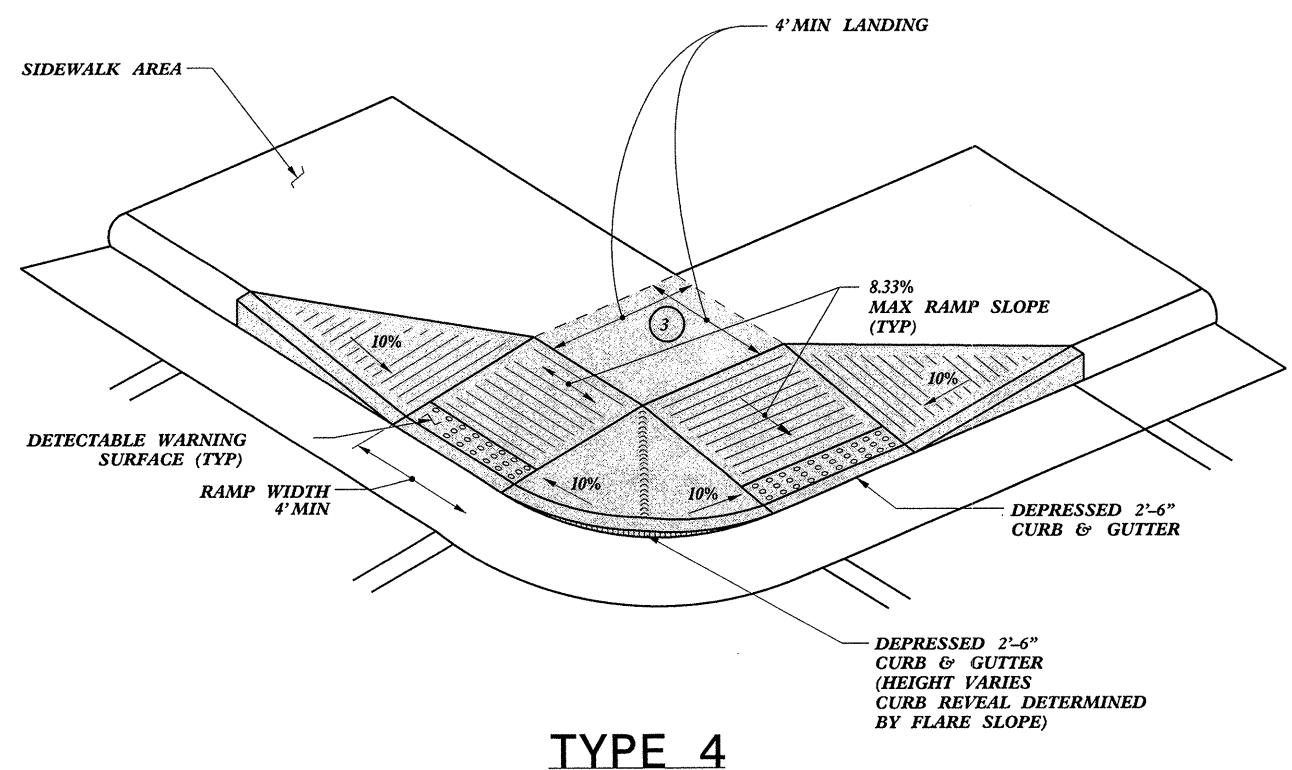 4' MIN LANDING
SIDEWALK AREA
8.33%
MAX RAMP SLOPE
(TYP)
3
10%
10%
DETECTABLE WARNING
SURFACE (TYP)
RAMP WIDTH
4' MIN
10%
10%
DEPRESSED 2'–6"
CURB & GUTTER
DEPRESSED 2'–6"
CURB & GUTTER
(HEIGHT VARIES
CURB REVEAL DETERMINED
BY FLARE SLOPE)
TYPE 4